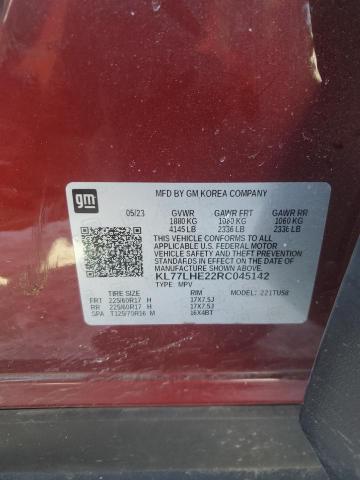 MFD BY GM KOREA COMPANY
gm
05/23 GVWR GAWR FRT GAWR RR
1880 KG 1060 KG 1060 KG
4145 LB 2336 LB 2336 LB
THIS VEHICLE CONFORMS TO ALL
APPLICABLE U.S. FEDERAL MOTOR
VEHICLE SAFETY, BUMPER, AND
THEFT PREVENTION STANDARDS
IN EFFECT ON THE DATE OF
MANUFACTURE SHOWN ABOVE.
KL77LHE22RC045142
TYPE: MPV MODEL: 221TU58
TIRE SIZE RIM
FRT 225/60R17 H 17X7.5J
RR 225/60R17 H 17X7.5J
SPA T125/70R16 M 16X4BT